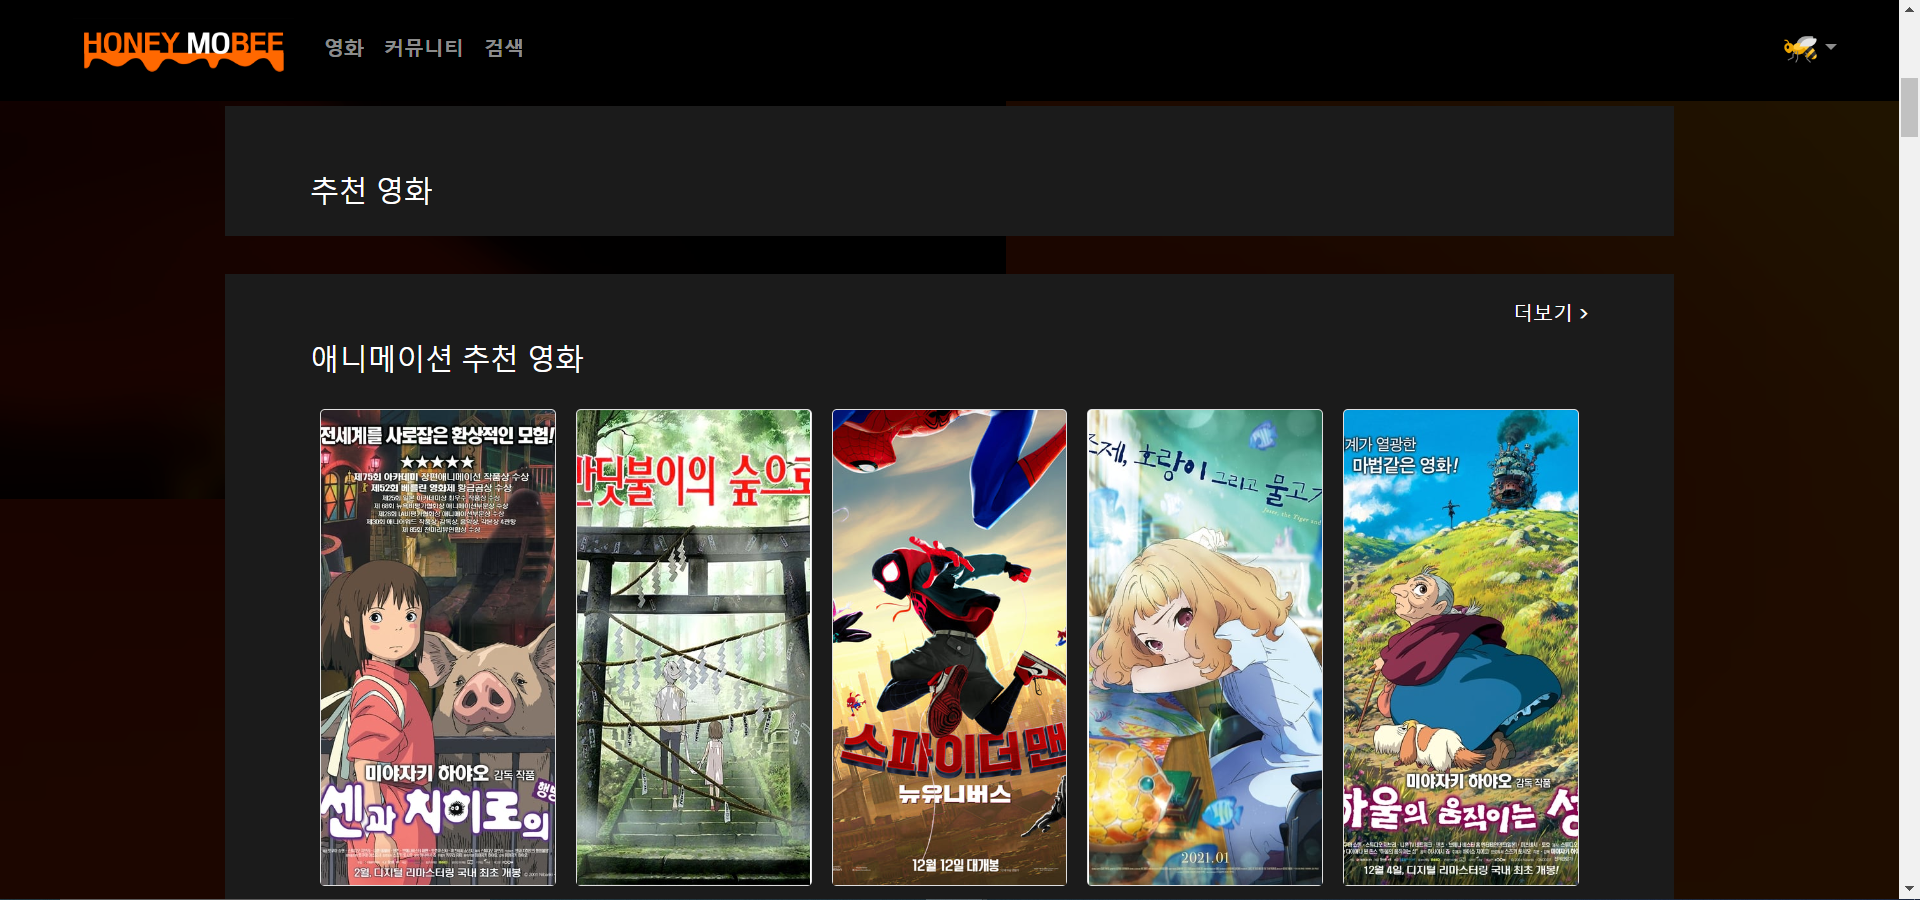 HONEY MOBEE
영화 커뮤니티 검색
추천 영화
더보기 >
애니메이션 추천 영화
전세계를 사로잡은 환상적인 모험!
★★★★★
제75회 아카데미 장편애니메이션 작품상 수상
제52회 베를린 영화제 황금곰상 수상
미야자키 하야오 감독 작품
센과 치히로의
2월, 디지털 리마스터링 국내 최초 개봉
반딧불이의 숲으로
스파이더맨
뉴 유니버스
12월 12일 대개봉
조제, 호랑이 그리고 물고기
2021.01
계가 열광한
마법같은 영화!
미야자키 하야오 감독 작품
하울의 움직이는 성
12월 4일, 디지털 리마스터링 국내 최초 개봉!